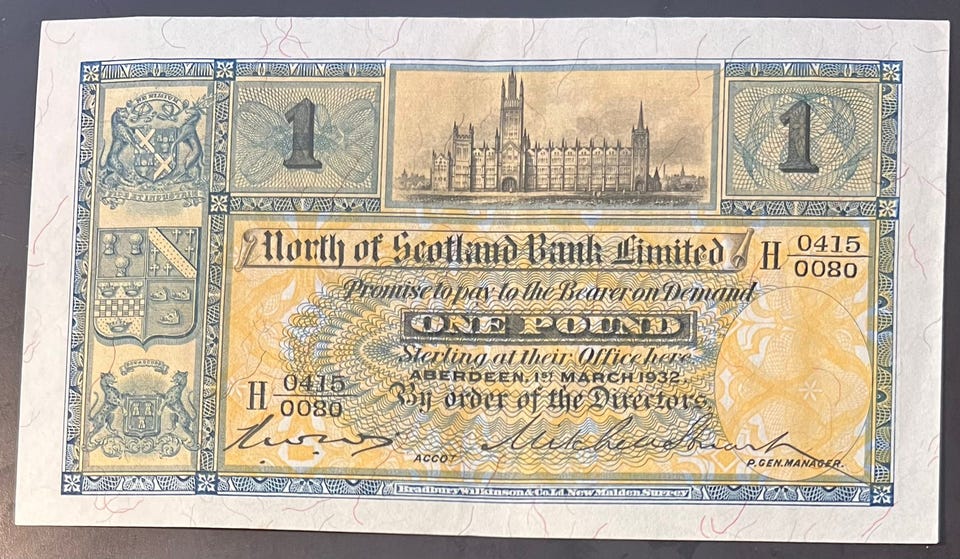 1
1
North of Scotland Bank Limited
H 0415
0080
Promise to pay to the Bearer on Demand
ONE POUND
Sterling at their Office here
ABERDEEN, 1ST MARCH 1932.
H 0415
0080
By order of the Directors,
ACCOT
P. GEN. MANAGER.
Bradbury Wilkinson & Co Ld New Malden Surrey